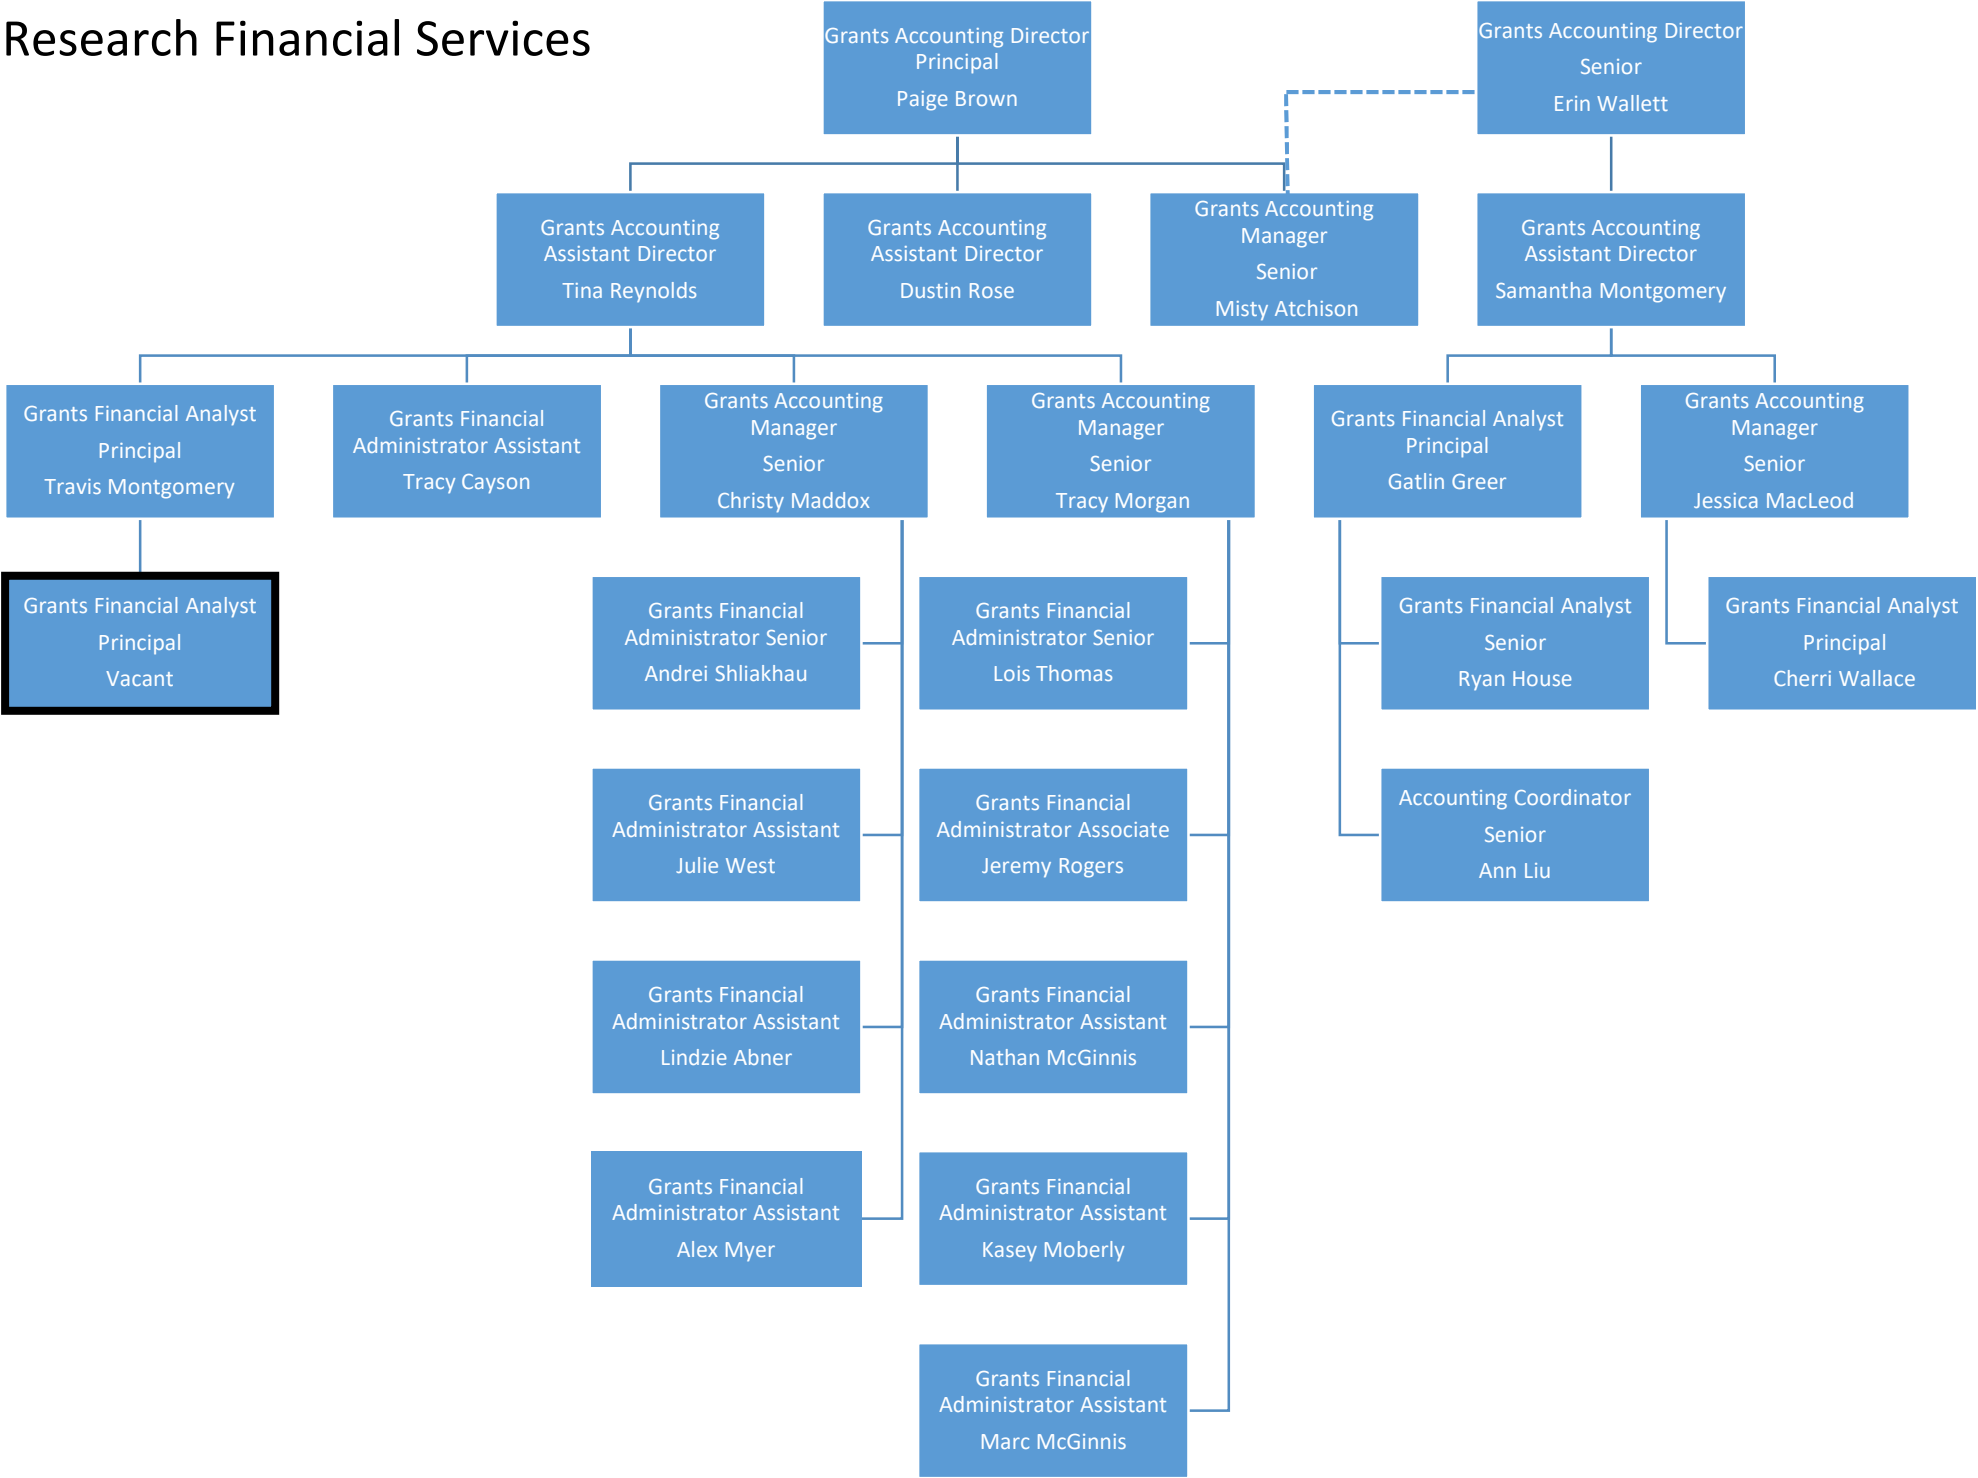 Research Financial Services
Grants Accounting Director
Principal
Paige Brown
Grants Accounting Director
Senior
Erin Wallett
Grants Accounting
Assistant Director
Tina Reynolds
Grants Accounting
Assistant Director
Dustin Rose
Grants Accounting
Manager
Senior
Misty Atchison
Grants Accounting
Assistant Director
Samantha Montgomery
Grants Financial Analyst
Principal
Travis Montgomery
Grants Financial
Administrator Assistant
Tracy Cayson
Grants Accounting
Manager
Senior
Christy Maddox
Grants Accounting
Manager
Senior
Tracy Morgan
Grants Financial Analyst
Principal
Gatlin Greer
Grants Accounting
Manager
Senior
Jessica MacLeod
Grants Financial Analyst
Principal
Vacant
Grants Financial
Administrator Senior
Andrei Shliakhau
Grants Financial
Administrator Senior
Lois Thomas
Grants Financial Analyst
Senior
Ryan House
Grants Financial Analyst
Principal
Cherri Wallace
Grants Financial
Administrator Assistant
Julie West
Grants Financial
Administrator Associate
Jeremy Rogers
Accounting Coordinator
Senior
Ann Liu
Grants Financial
Administrator Assistant
Lindzie Abner
Grants Financial
Administrator Assistant
Nathan McGinnis
Grants Financial
Administrator Assistant
Alex Myer
Grants Financial
Administrator Assistant
Kasey Moberly
Grants Financial
Administrator Assistant
Marc McGinnis